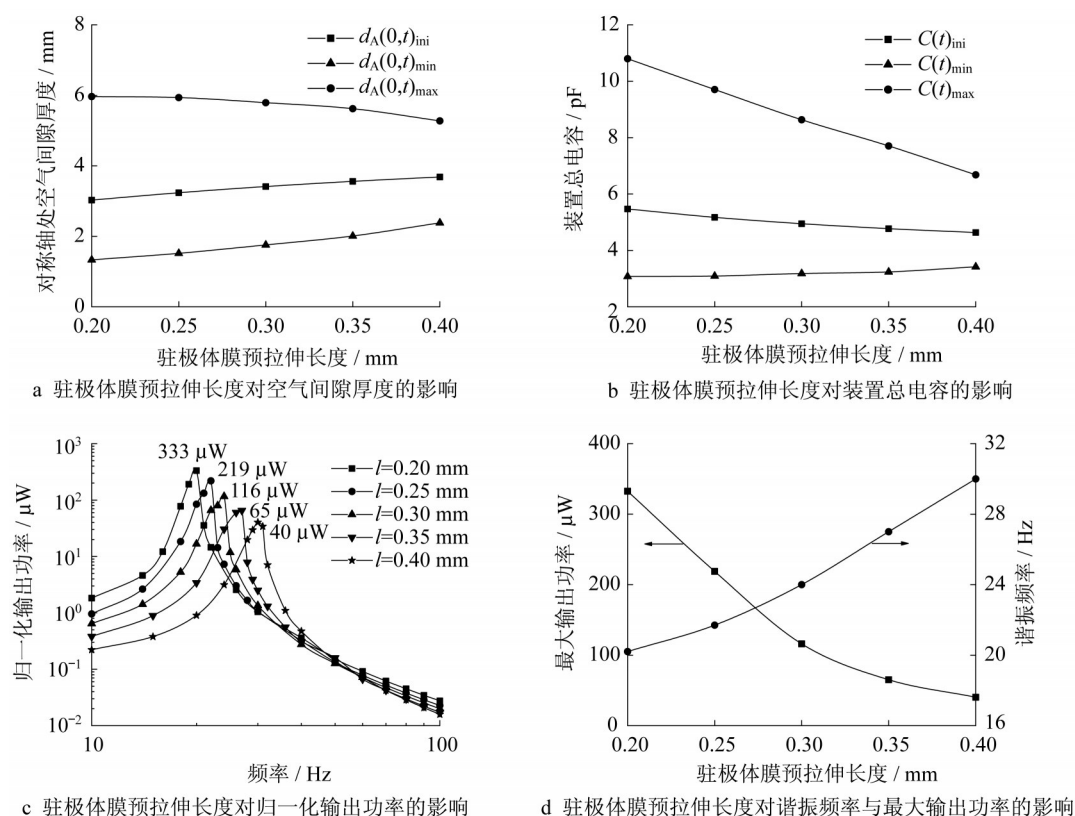 8
6
4
2
0
0.20 0.25 0.30 0.35 0.40
对称轴处空气间隙厚度 / mm
dA(0,t)ini
dA(0,t)min
dA(0,t)max
驻极体膜预拉伸长度 / mm
a 驻极体膜预拉伸长度对空气间隙厚度的影响
12
10
8
6
4
2
0.20 0.25 0.30 0.35 0.40
装置总电容 / pF
C(t)ini
C(t)min
C(t)max
驻极体膜预拉伸长度 / mm
b 驻极体膜预拉伸长度对装置总电容的影响
10³
10²
10¹
10⁰
10⁻¹
10⁻²
10 100
归一化输出功率 / μW
333 μW
219 μW
116 μW
65 μW
40 μW
l=0.20 mm
l=0.25 mm
l=0.30 mm
l=0.35 mm
l=0.40 mm
频率 / Hz
c 驻极体膜预拉伸长度对归一化输出功率的影响
400
300
200
100
0
0.20 0.25 0.30 0.35 0.40
最大输出功率 / μW
32
28
24
20
16
谐振频率 / Hz
驻极体膜预拉伸长度 / mm
d 驻极体膜预拉伸长度对谐振频率与最大输出功率的影响